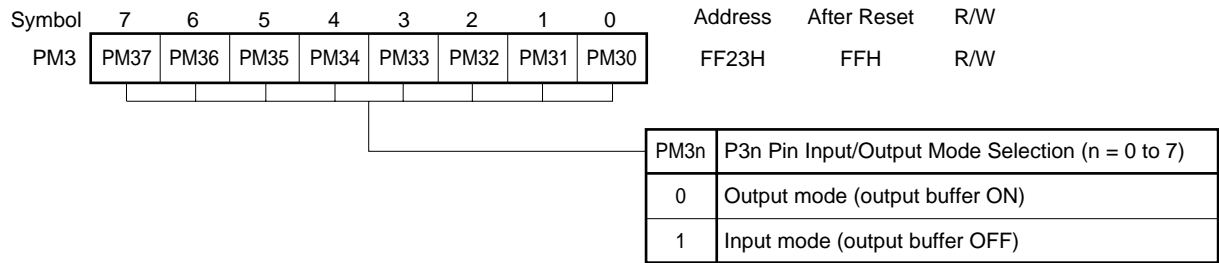 Symbol 7 6 5 4 3 2 1 0 Address After Reset R/W
PM3 PM37 PM36 PM35 PM34 PM33 PM32 PM31 PM30 FF23H FFH R/W
PM3n P3n Pin Input/Output Mode Selection (n = 0 to 7)
0 Output mode (output buffer ON)
1 Input mode (output buffer OFF)